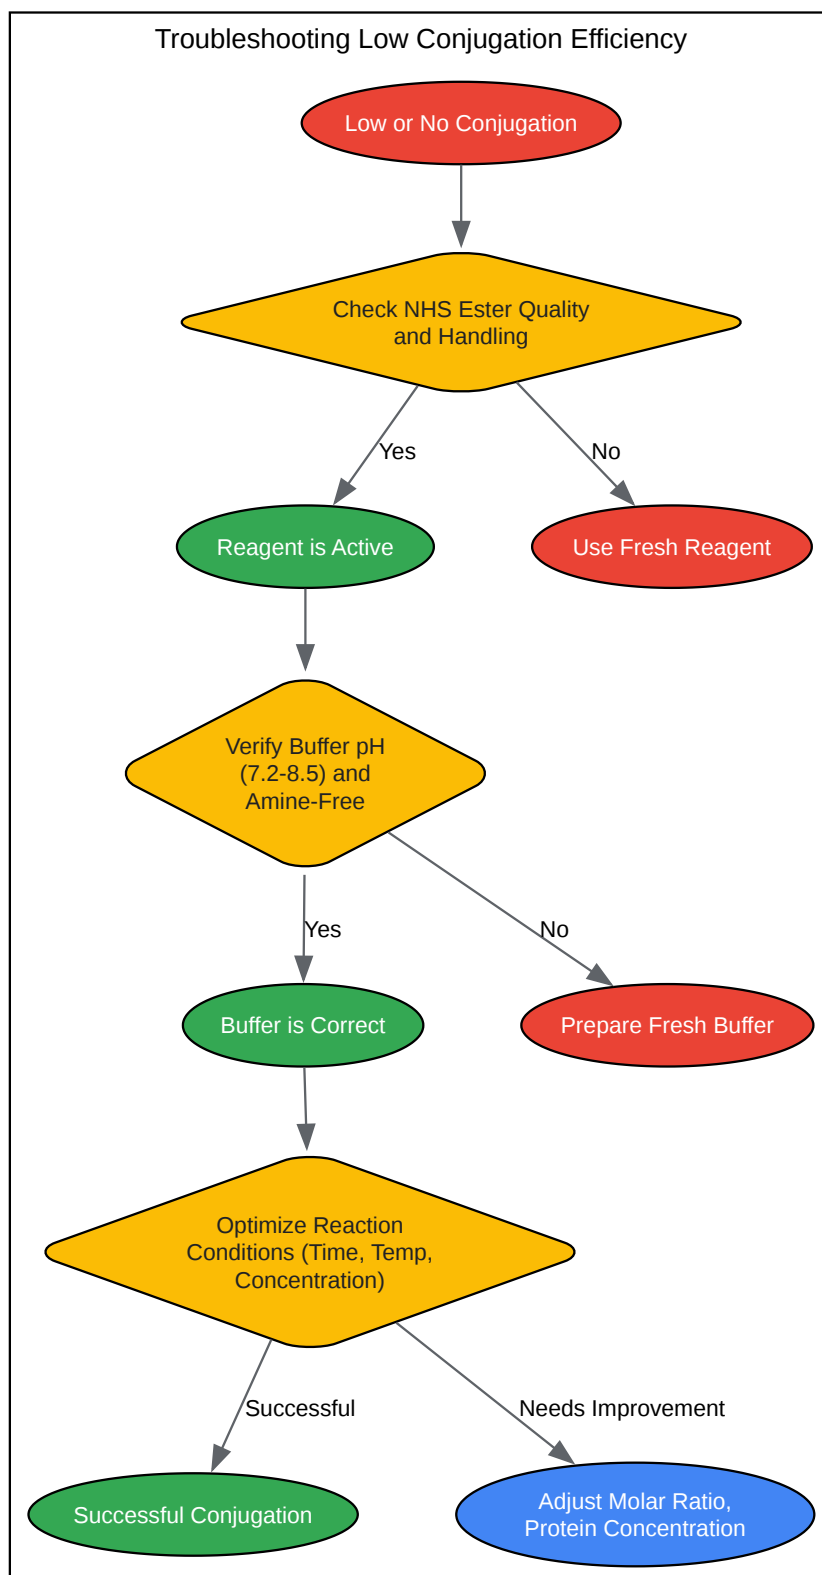 Troubleshooting Low Conjugation Efficiency
Low or No Conjugation
Check NHS Ester Quality
and Handling
Yes
No
Reagent is Active
Use Fresh Reagent
Verify Buffer pH
(7.2-8.5) and
Amine-Free
Yes
No
Buffer is Correct
Prepare Fresh Buffer
Optimize Reaction
Conditions (Time, Temp,
Concentration)
Successful
Needs Improvement
Successful Conjugation
Adjust Molar Ratio,
Protein Concentration